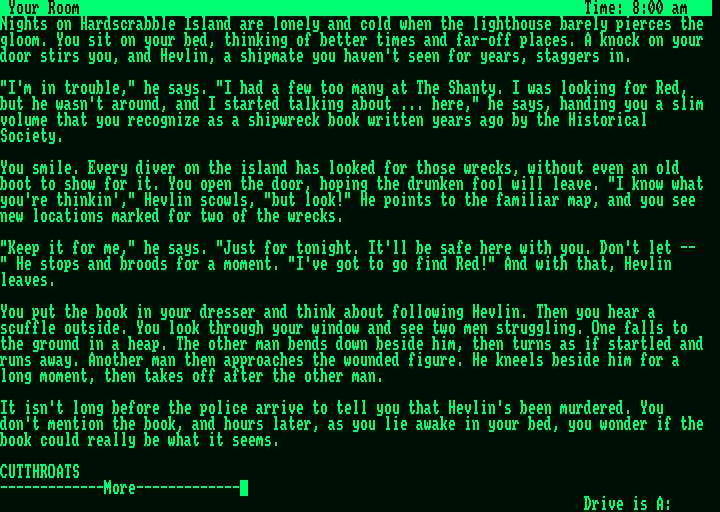 Your Room Time: 8:00 am
Nights on Hardscrabble Island are lonely and cold when the lighthouse barely pierces the
gloom. You sit on your bed, thinking of better times and far-off places. A knock on your
door stirs you, and Hevlin, a shipmate you haven't seen for years, staggers in.
"I'm in trouble," he says. "I had a few too many at The Shanty. I was looking for Red,
but he wasn't around, and I started talking about ... here," he says, handing you a slim
volume that you recognize as a shipwreck book written years ago by the Historical
Society.
You smile. Every diver on the island has looked for those wrecks, without even an old
boot to show for it. You open the door, hoping the drunken fool will leave. "I know what
you're thinkin'," Hevlin scowls, "but look!" He points to the familiar map, and you see
new locations marked for two of the wrecks.
"Keep it for me," he says. "Just for tonight. It'll be safe here with you. Don't let --
" He stops and broods for a moment. "I've got to go find Red!" And with that, Hevlin
leaves.
You put the book in your dresser and think about following Hevlin. Then you hear a
scuffle outside. You look through your window and see two men struggling. One falls to
the ground in a heap. The other man bends down beside him, then turns as if startled and
runs away. Another man then approaches the wounded figure. He kneels beside him for a
long moment, then takes off after the other man.
It isn't long before the police arrive to tell you that Hevlin's been murdered. You
don't mention the book, and hours later, as you lie awake in your bed, you wonder if the
book could really be what it seems.
CUTTHROATS
-------------More-------------
Drive is A: